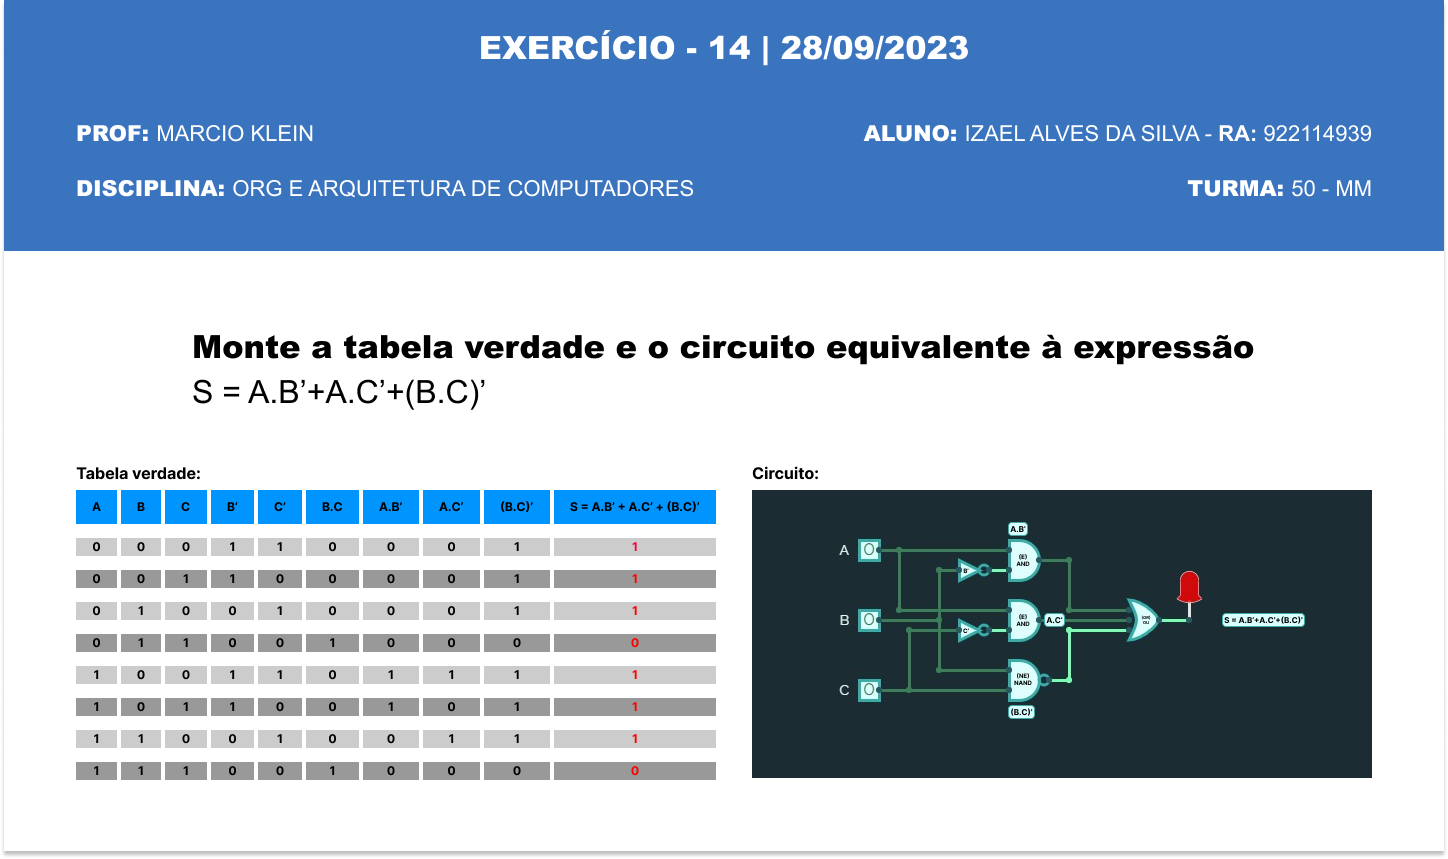 EXERCÍCIO - 14 | 28/09/2023
PROF: MARCIO KLEIN
ALUNO: IZAEL ALVES DA SILVA - RA: 922114939
DISCIPLINA: ORG E ARQUITETURA DE COMPUTADORES
TURMA: 50 - MM
Monte a tabela verdade e o circuito equivalente à expressão
S = A.B’+A.C’+(B.C)’
Tabela verdade:
A B C B’ C’ B.C A.B’ A.C’ (B.C)’ S = A.B’ + A.C’ + (B.C)’
0 0 0 1 1 0 0 0 1 1
0 0 1 1 0 0 0 0 1 1
0 1 0 0 1 0 0 0 1 1
0 1 1 0 0 1 0 0 0 0
1 0 0 1 1 0 1 1 1 1
1 0 1 1 0 0 1 0 1 1
1 1 0 0 1 0 0 1 1 1
1 1 1 0 0 1 0 0 0 0
Circuito:
A.B'
A 0
(E)
AND
B'
B 0
(E)
AND
A.C'
C'
(OR)
OU
S = A.B'+A.C'+(B.C)'
C 0
(NE)
NAND
(B.C)'